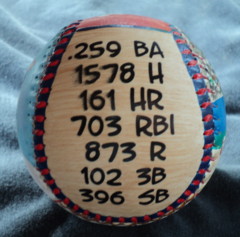 .259 BA
1578 H
161 HR
703 RBI
873 R
102 3B
396 SB